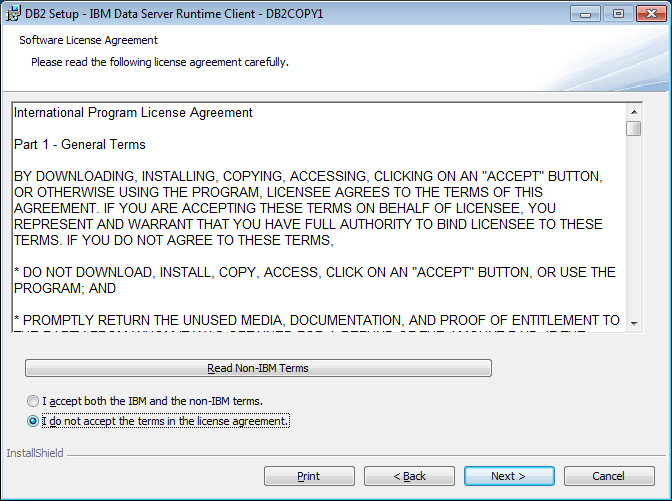 DB2 Setup - IBM Data Server Runtime Client - DB2COPY1
Software License Agreement
Please read the following license agreement carefully.
International Program License Agreement
Part 1 - General Terms
BY DOWNLOADING, INSTALLING, COPYING, ACCESSING, CLICKING ON AN "ACCEPT" BUTTON,
OR OTHERWISE USING THE PROGRAM, LICENSEE AGREES TO THE TERMS OF THIS
AGREEMENT. IF YOU ARE ACCEPTING THESE TERMS ON BEHALF OF LICENSEE, YOU
REPRESENT AND WARRANT THAT YOU HAVE FULL AUTHORITY TO BIND LICENSEE TO THESE
TERMS. IF YOU DO NOT AGREE TO THESE TERMS,
* DO NOT DOWNLOAD, INSTALL, COPY, ACCESS, CLICK ON AN "ACCEPT" BUTTON, OR USE THE
PROGRAM; AND
* PROMPTLY RETURN THE UNUSED MEDIA, DOCUMENTATION, AND PROOF OF ENTITLEMENT TO
Read Non-IBM Terms
I accept both the IBM and the non-IBM terms.
I do not accept the terms in the license agreement.
InstallShield
Print
< Back
Next >
Cancel